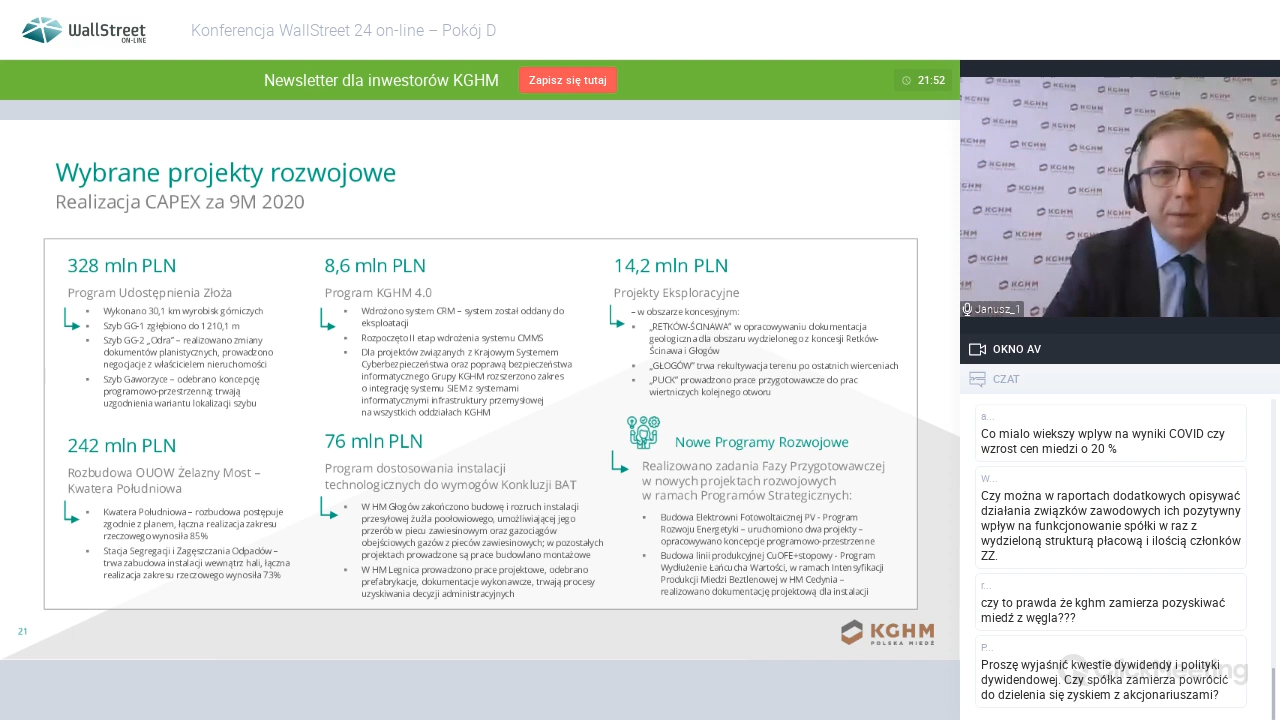 WallStreet
ON-LINE
Konferencja WallStreet 24 on-line – Pokój D
Newsletter dla inwestorów KGHM
Zapisz się tutaj
21:52
Wybrane projekty rozwojowe
Realizacja CAPEX za 9M 2020
328 mln PLN
Program Udostępnienia Złoża
▪ Wykonano 30,1 km wyrobisk górniczych
▪ Szyb GG-1 zgłębiono do 1 210,1 m
▪ Szyb GG-2 „Odra” – realizowano zmiany
dokumentów planistycznych, prowadzono
negocjacje z właścicielem nieruchomości
▪ Szyb Gaworzyce – odebrano koncepcję
programowo-przestrzenną; trwają
uzgodnienia wariantu lokalizacji szybu
242 mln PLN
Rozbudowa OUOW Żelazny Most –
Kwatera Południowa
▪ Kwatera Południowa – rozbudowa postępuje
zgodnie z planem, łączna realizacja zakresu
rzeczowego wynosiła 85%
▪ Stacja Segregacji i Zagęszczania Odpadów –
trwa zabudowa instalacji wewnątrz hali, łączna
realizacja zakresu rzeczowego wynosiła 73%
8,6 mln PLN
Program KGHM 4.0
▪ Wdrożono system CRM – system został oddany do
eksploatacji
▪ Rozpoczęto II etap wdrożenia systemu CMMS
▪ Dla projektów związanych z Krajowym Systemem
Cyberbezpieczeństwa oraz poprawą bezpieczeństwa
informatycznego Grupy KGHM rozszerzono zakres
o integrację systemu SIEM z systemami
informatycznymi infrastruktury przemysłowej
na wszystkich oddziałach KGHM
76 mln PLN
Program dostosowania instalacji
technologicznych do wymogów Konkluzji BAT
▪ W HM Głogów zakończono budowę i rozruch instalacji
przesyłowej żużla poołowiowego, umożliwiającej jego
przerób w piecu zawiesinowym oraz gazociągów
obejściowych gazów z pieców zawiesinowych; w pozostałych
projektach prowadzone są prace budowlano montażowe
▪ W HM Legnica prowadzono prace projektowe, odebrano
prefabrykacje, dokumentacje wykonawcze, trwają procesy
uzyskiwania decyzji administracyjnych
14,2 mln PLN
Projekty Eksploracyjne
– w obszarze koncesyjnym:
▪ „RETKÓW-ŚCINAWA” w opracowywaniu dokumentacja
geologiczna dla obszaru wydzielonego z koncesji Retków-
Ścinawa i Głogów
▪ „GŁOGÓW” trwa rekultywacja terenu po ostatnich wierceniach
▪ „PUCK” prowadzono prace przygotowawcze do prac
wiertniczych kolejnego otworu
Nowe Programy Rozwojowe
Realizowano zadania Fazy Przygotowawczej
w nowych projektach rozwojowych
w ramach Programów Strategicznych:
▪ Budowa Elektrowni Fotowoltaicznej PV - Program
Rozwoju Energetyki – uruchomiono dwa projekty –
opracowywano koncepcje programowo-przestrzenne
▪ Budowa linii produkcyjnej CuOFE+stopowy - Program
Wydłużenie Łańcucha Wartości, w ramach Intensyfikacji
Produkcji Miedzi Beztlenowej w HM Cedynia –
realizowano dokumentację projektową dla instalacji
21
KGHM
POLSKA MIEDŹ
Janusz_1
OKNO AV
CZAT
a...
Co mialo wiekszy wplyw na wyniki COVID czy
wzrost cen miedzi o 20 %
W...
Czy można w raportach dodatkowych opisywać
działania związków zawodowych ich pozytywny
wpływ na funkcjonowanie spółki w raz z
wydzieloną strukturą placową i ilością członków
ZZ.
r...
czy to prawda że kghm zamierza pozyskiwać
miedź z węgla???
P...
Proszę wyjaśnić kwestie dywidendy i polityki
dywidendowej. Czy spółka zamierza powrócić
do dzielenia się zyskiem z akcjonariuszami?
ClickMeeting